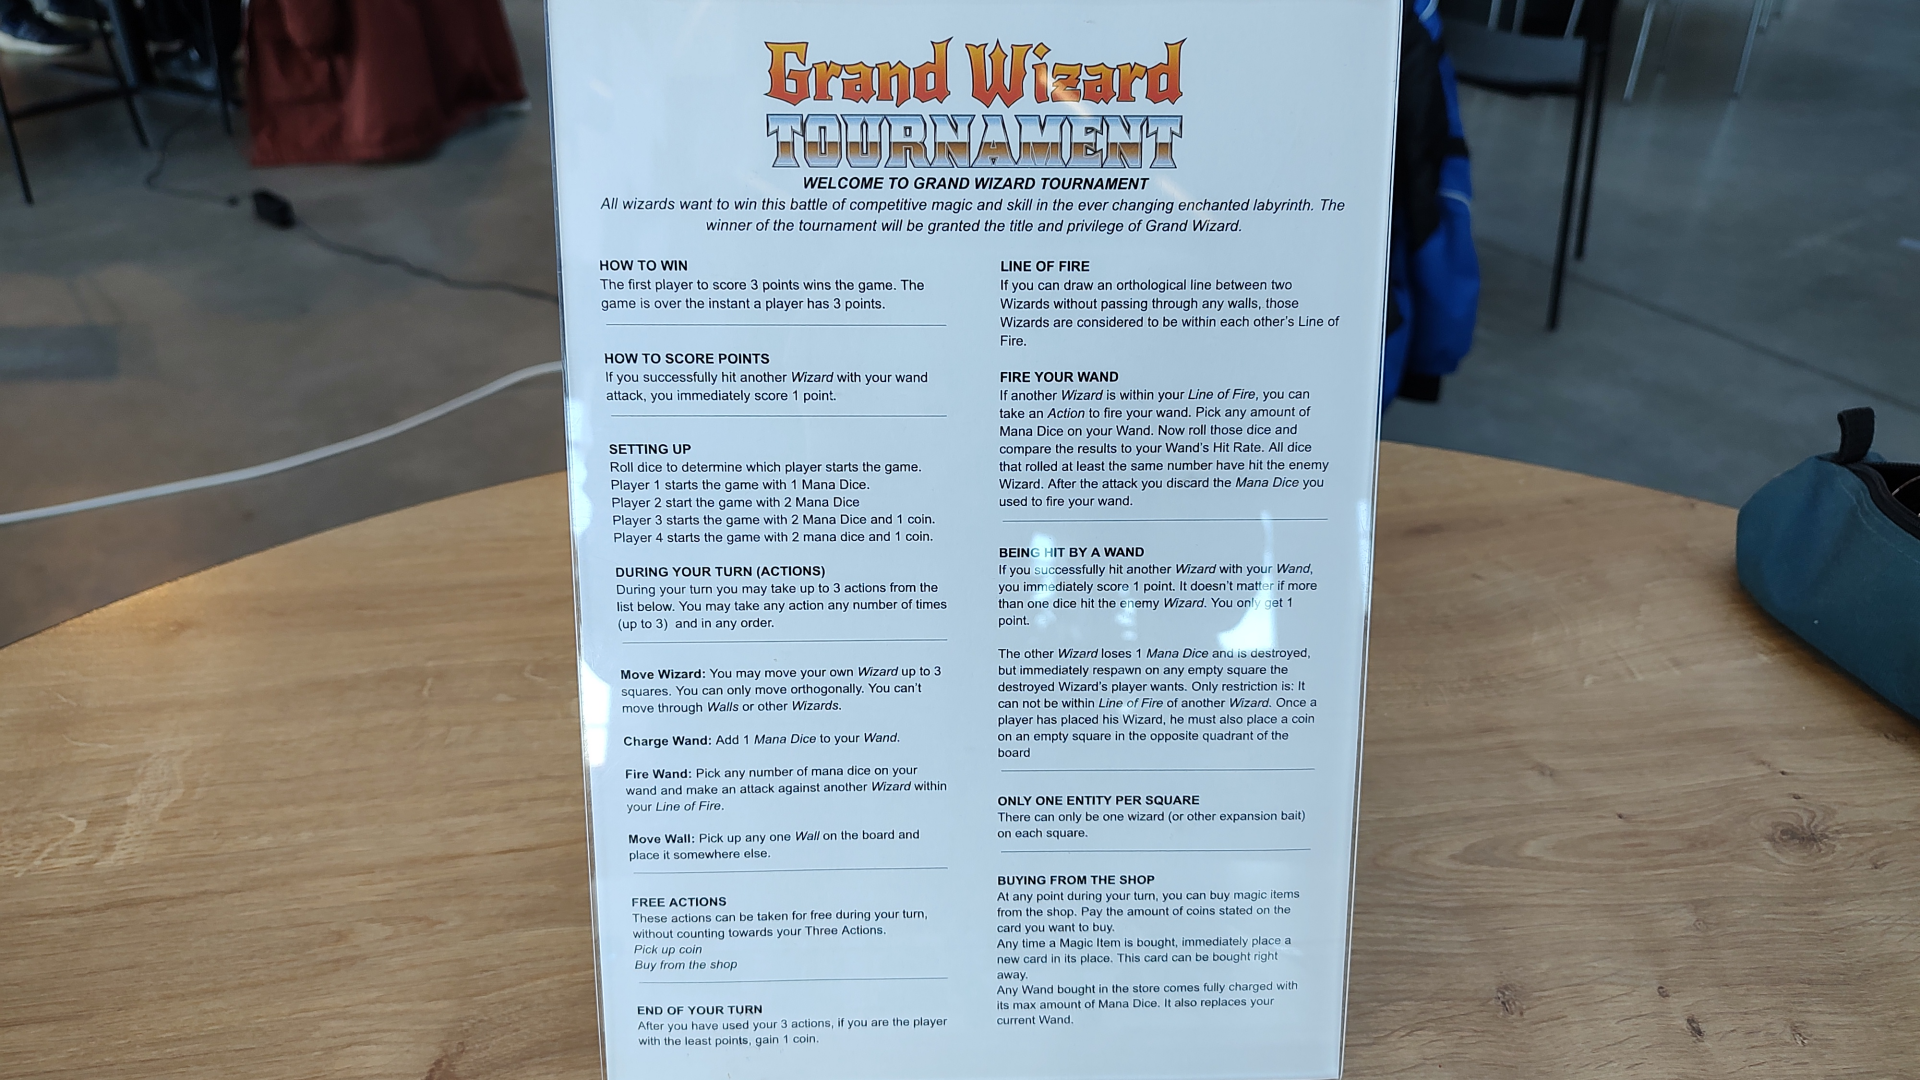 Grand Wizard
TOURNAMENT
WELCOME TO GRAND WIZARD TOURNAMENT
All wizards want to win this battle of competitive magic and skill in the ever changing enchanted labyrinth. The
winner of the tournament will be granted the title and privilege of Grand Wizard.
HOW TO WIN
The first player to score 3 points wins the game. The
game is over the instant a player has 3 points.
HOW TO SCORE POINTS
If you successfully hit another Wizard with your wand
attack, you immediately score 1 point.
SETTING UP
Roll dice to determine which player starts the game.
Player 1 starts the game with 1 Mana Dice.
Player 2 start the game with 2 Mana Dice
Player 3 starts the game with 2 Mana Dice and 1 coin.
Player 4 starts the game with 2 mana dice and 1 coin.
DURING YOUR TURN (ACTIONS)
During your turn you may take up to 3 actions from the
list below. You may take any action any number of times
(up to 3) and in any order.
Move Wizard: You may move your own Wizard up to 3
squares. You can only move orthogonally. You can't
move through Walls or other Wizards.
Charge Wand: Add 1 Mana Dice to your Wand.
Fire Wand: Pick any number of mana dice on your
wand and make an attack against another Wizard within
your Line of Fire.
Move Wall: Pick up any one Wall on the board and
place it somewhere else.
FREE ACTIONS
These actions can be taken for free during your turn,
without counting towards your Three Actions.
Pick up coin
Buy from the shop
END OF YOUR TURN
After you have used your 3 actions, if you are the player
with the least points, gain 1 coin.
LINE OF FIRE
If you can draw an orthological line between two
Wizards without passing through any walls, those
Wizards are considered to be within each other's Line of
Fire.
FIRE YOUR WAND
If another Wizard is within your Line of Fire, you can
take an Action to fire your wand. Pick any amount of
Mana Dice on your Wand. Now roll those dice and
compare the results to your Wand's Hit Rate. All dice
that rolled at least the same number have hit the enemy
Wizard. After the attack you discard the Mana Dice you
used to fire your wand.
BEING HIT BY A WAND
If you successfully hit another Wizard with your Wand,
you immediately score 1 point. It doesn't matter if more
than one dice hit the enemy Wizard. You only get 1
point.
The other Wizard loses 1 Mana Dice and is destroyed,
but immediately respawn on any empty square the
destroyed Wizard's player wants. Only restriction is: It
can not be within Line of Fire of another Wizard. Once a
player has placed his Wizard, he must also place a coin
on an empty square in the opposite quadrant of the
board
ONLY ONE ENTITY PER SQUARE
There can only be one wizard (or other expansion bait)
on each square.
BUYING FROM THE SHOP
At any point during your turn, you can buy magic items
from the shop. Pay the amount of coins stated on the
card you want to buy.
Any time a Magic Item is bought, immediately place a
new card in its place. This card can be bought right
away.
Any Wand bought in the store comes fully charged with
its max amount of Mana Dice. It also replaces your
current Wand.